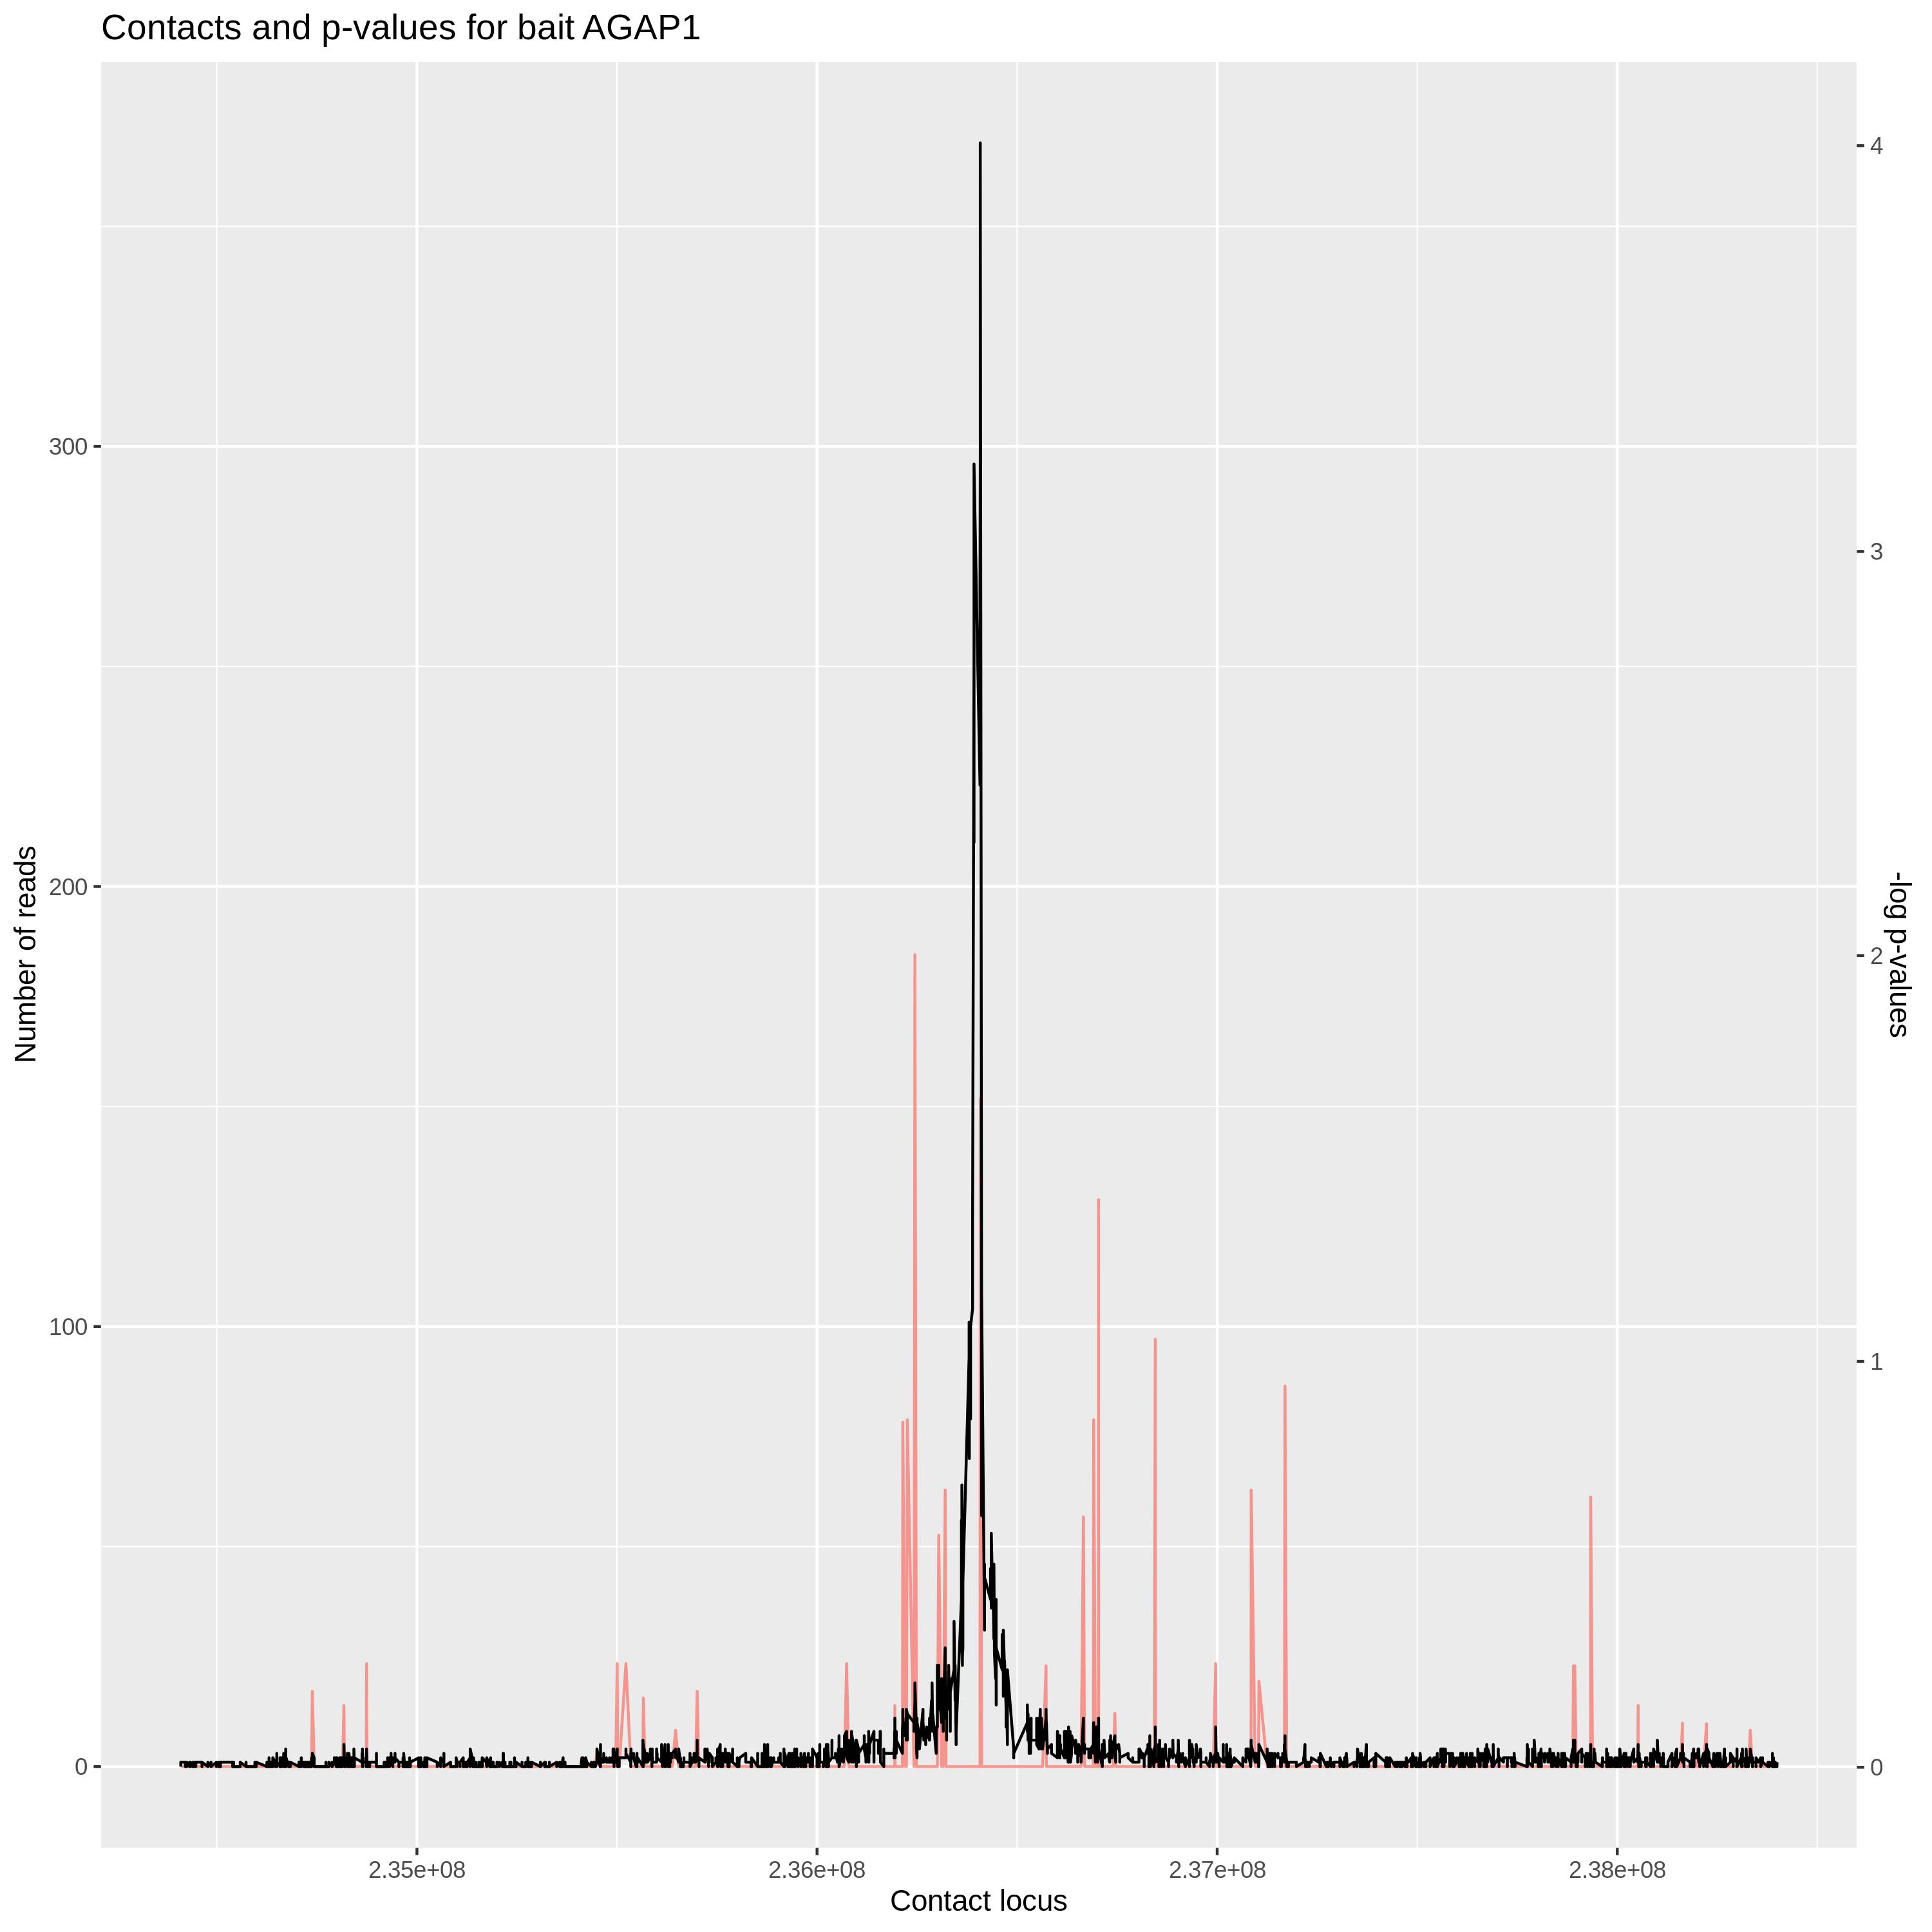 Contacts and p-values for bait AGAP1
Number of reads
300
200
100
0
4
3
2
1
0
-log p-values
2.35e+08 2.36e+08 2.37e+08 2.38e+08
Contact locus